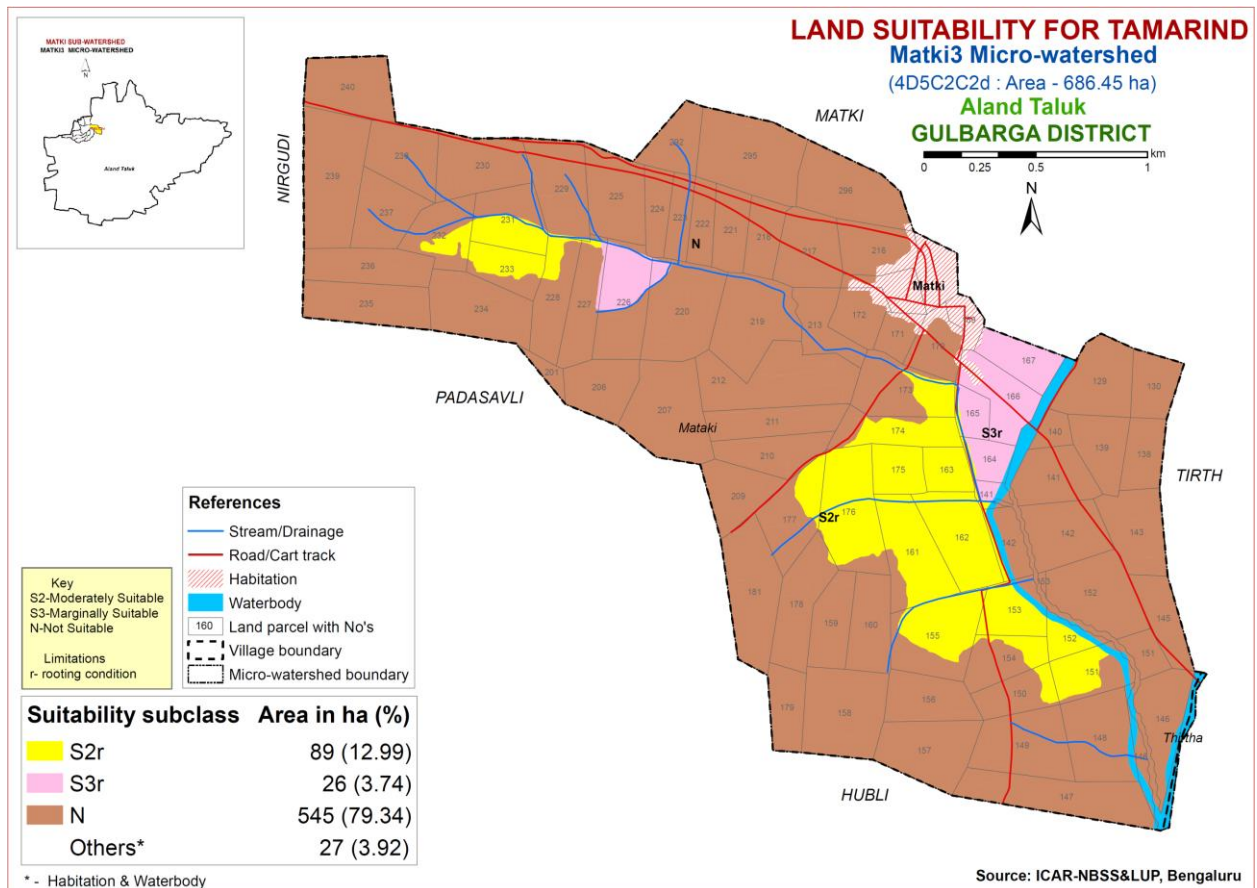 MATKI SUB-WATERSHED
MATKI3 MICRO-WATERSHED
N
Aland Taluk
LAND SUITABILITY FOR TAMARIND
Matki3 Micro-watershed
(4D5C2C2d : Area - 686.45 ha)
Aland Taluk
GULBARGA DISTRICT
km
0 0.25 0.5 1
N
MATKI
NIRGUDI
PADASAVLI
TIRTH
HUBLI
240
292
295
238
230
239
229
225
296
237
224
223
222
221
218
217
216
231
232
N
233
236
226
Matki
235
234
228
227
220
219
213
172
171
170
167
201
208
212
173
166
129
130
207
165
Mataki
211
174
S3r
140
210
164
139
138
175
163
141
141
209
176
S2r
177
142
142
143
161
162
181
178
152
153
145
159
160
155
152
154
151
151
150
156
146
179
158
Thirtha
148
149
157
147
References
Stream/Drainage
Road/Cart track
Habitation
Waterbody
160 Land parcel with No's
Village boundary
Micro-watershed boundary
Key
S2-Moderately Suitable
S3-Marginally Suitable
N-Not Suitable
Limitations
r- rooting condition
Suitability subclass Area in ha (%)
S2r 89 (12.99)
S3r 26 (3.74)
N 545 (79.34)
Others* 27 (3.92)
* - Habitation & Waterbody
Source: ICAR-NBSS&LUP, Bengaluru